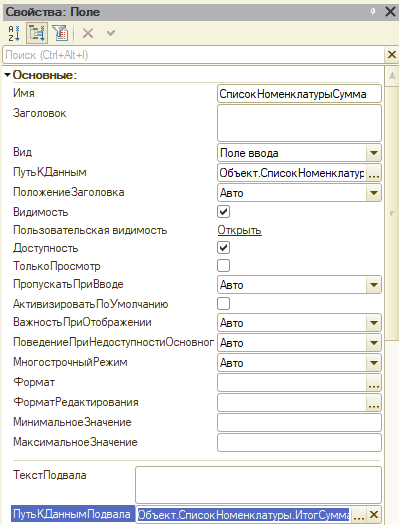 Свойства: Поле
Поиск (Ctrl+Alt+I)
Основные:
Имя СписокНоменклатурыСумма
Заголовок
Вид Поле ввода
ПутьКДанным Объект.СписокНоменклатур ...
ПоложениеЗаголовка Авто
Видимость
Пользовательская видимость Открыть
Доступность
ТолькоПросмотр
ПропускатьПриВводе Авто
АктивизироватьПоУмолчанию
ВажностьПриОтображении Авто
ПоведениеПриНедоступностиОсновног Авто
МногострочныйРежим Авто
Формат ...
ФорматРедактирования ...
МинимальноеЗначение
МаксимальноеЗначение
ТекстПодвала
ПутьКДаннымПодвала Объект.СписокНоменклатуры.ИтогСумма ...